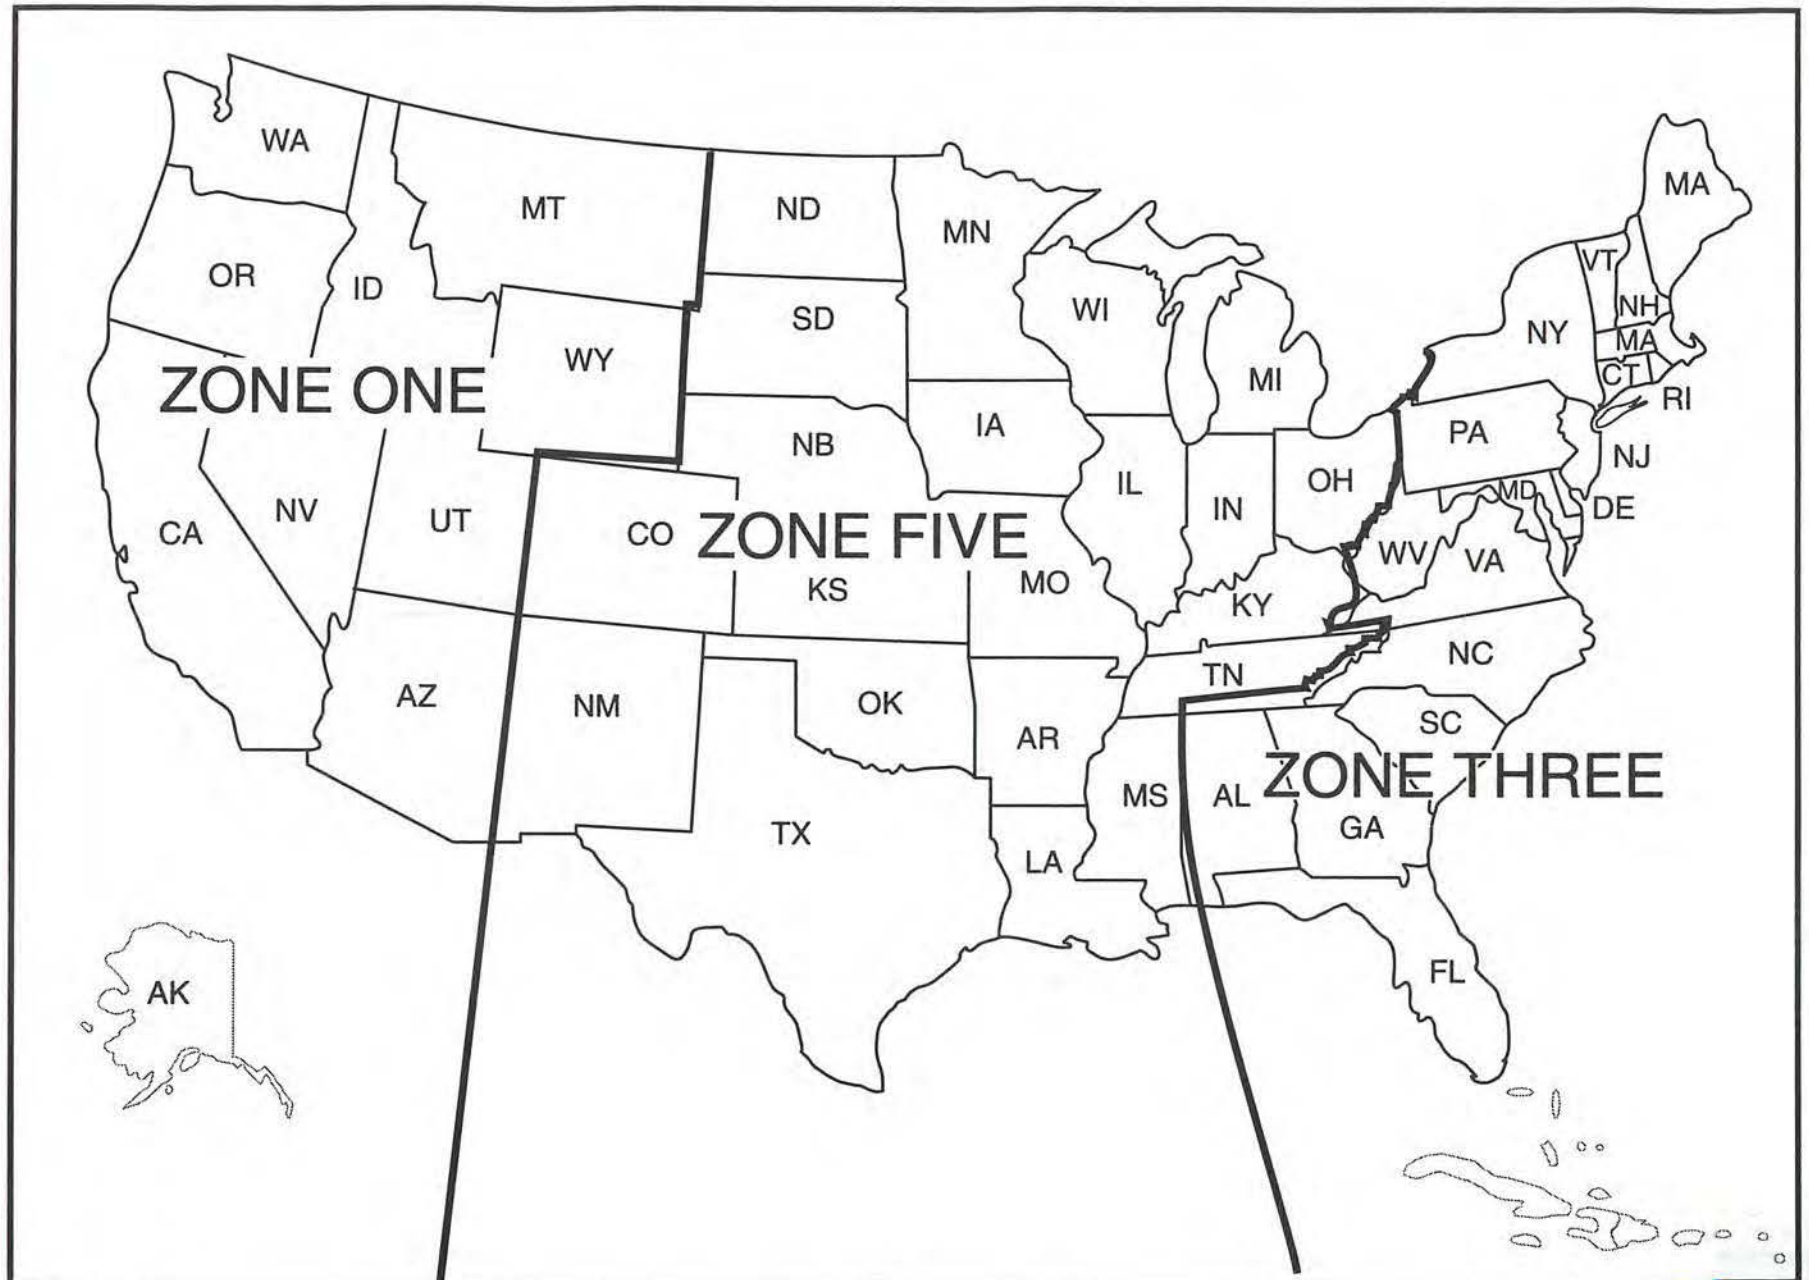 WA
MT
ND
MN
MA
OR
ID
SD
WI
VT
NH
NY
MA
WY
MI
CT
RI
ZONE ONE
NB
IA
PA
NJ
IL
OH
IN
MD
DE
CA
NV
UT
CO
ZONE FIVE
WV
VA
KS
MO
KY
AZ
NM
OK
TN
NC
AR
SC
MS
AL
ZONE THREE
GA
TX
LA
AK
FL